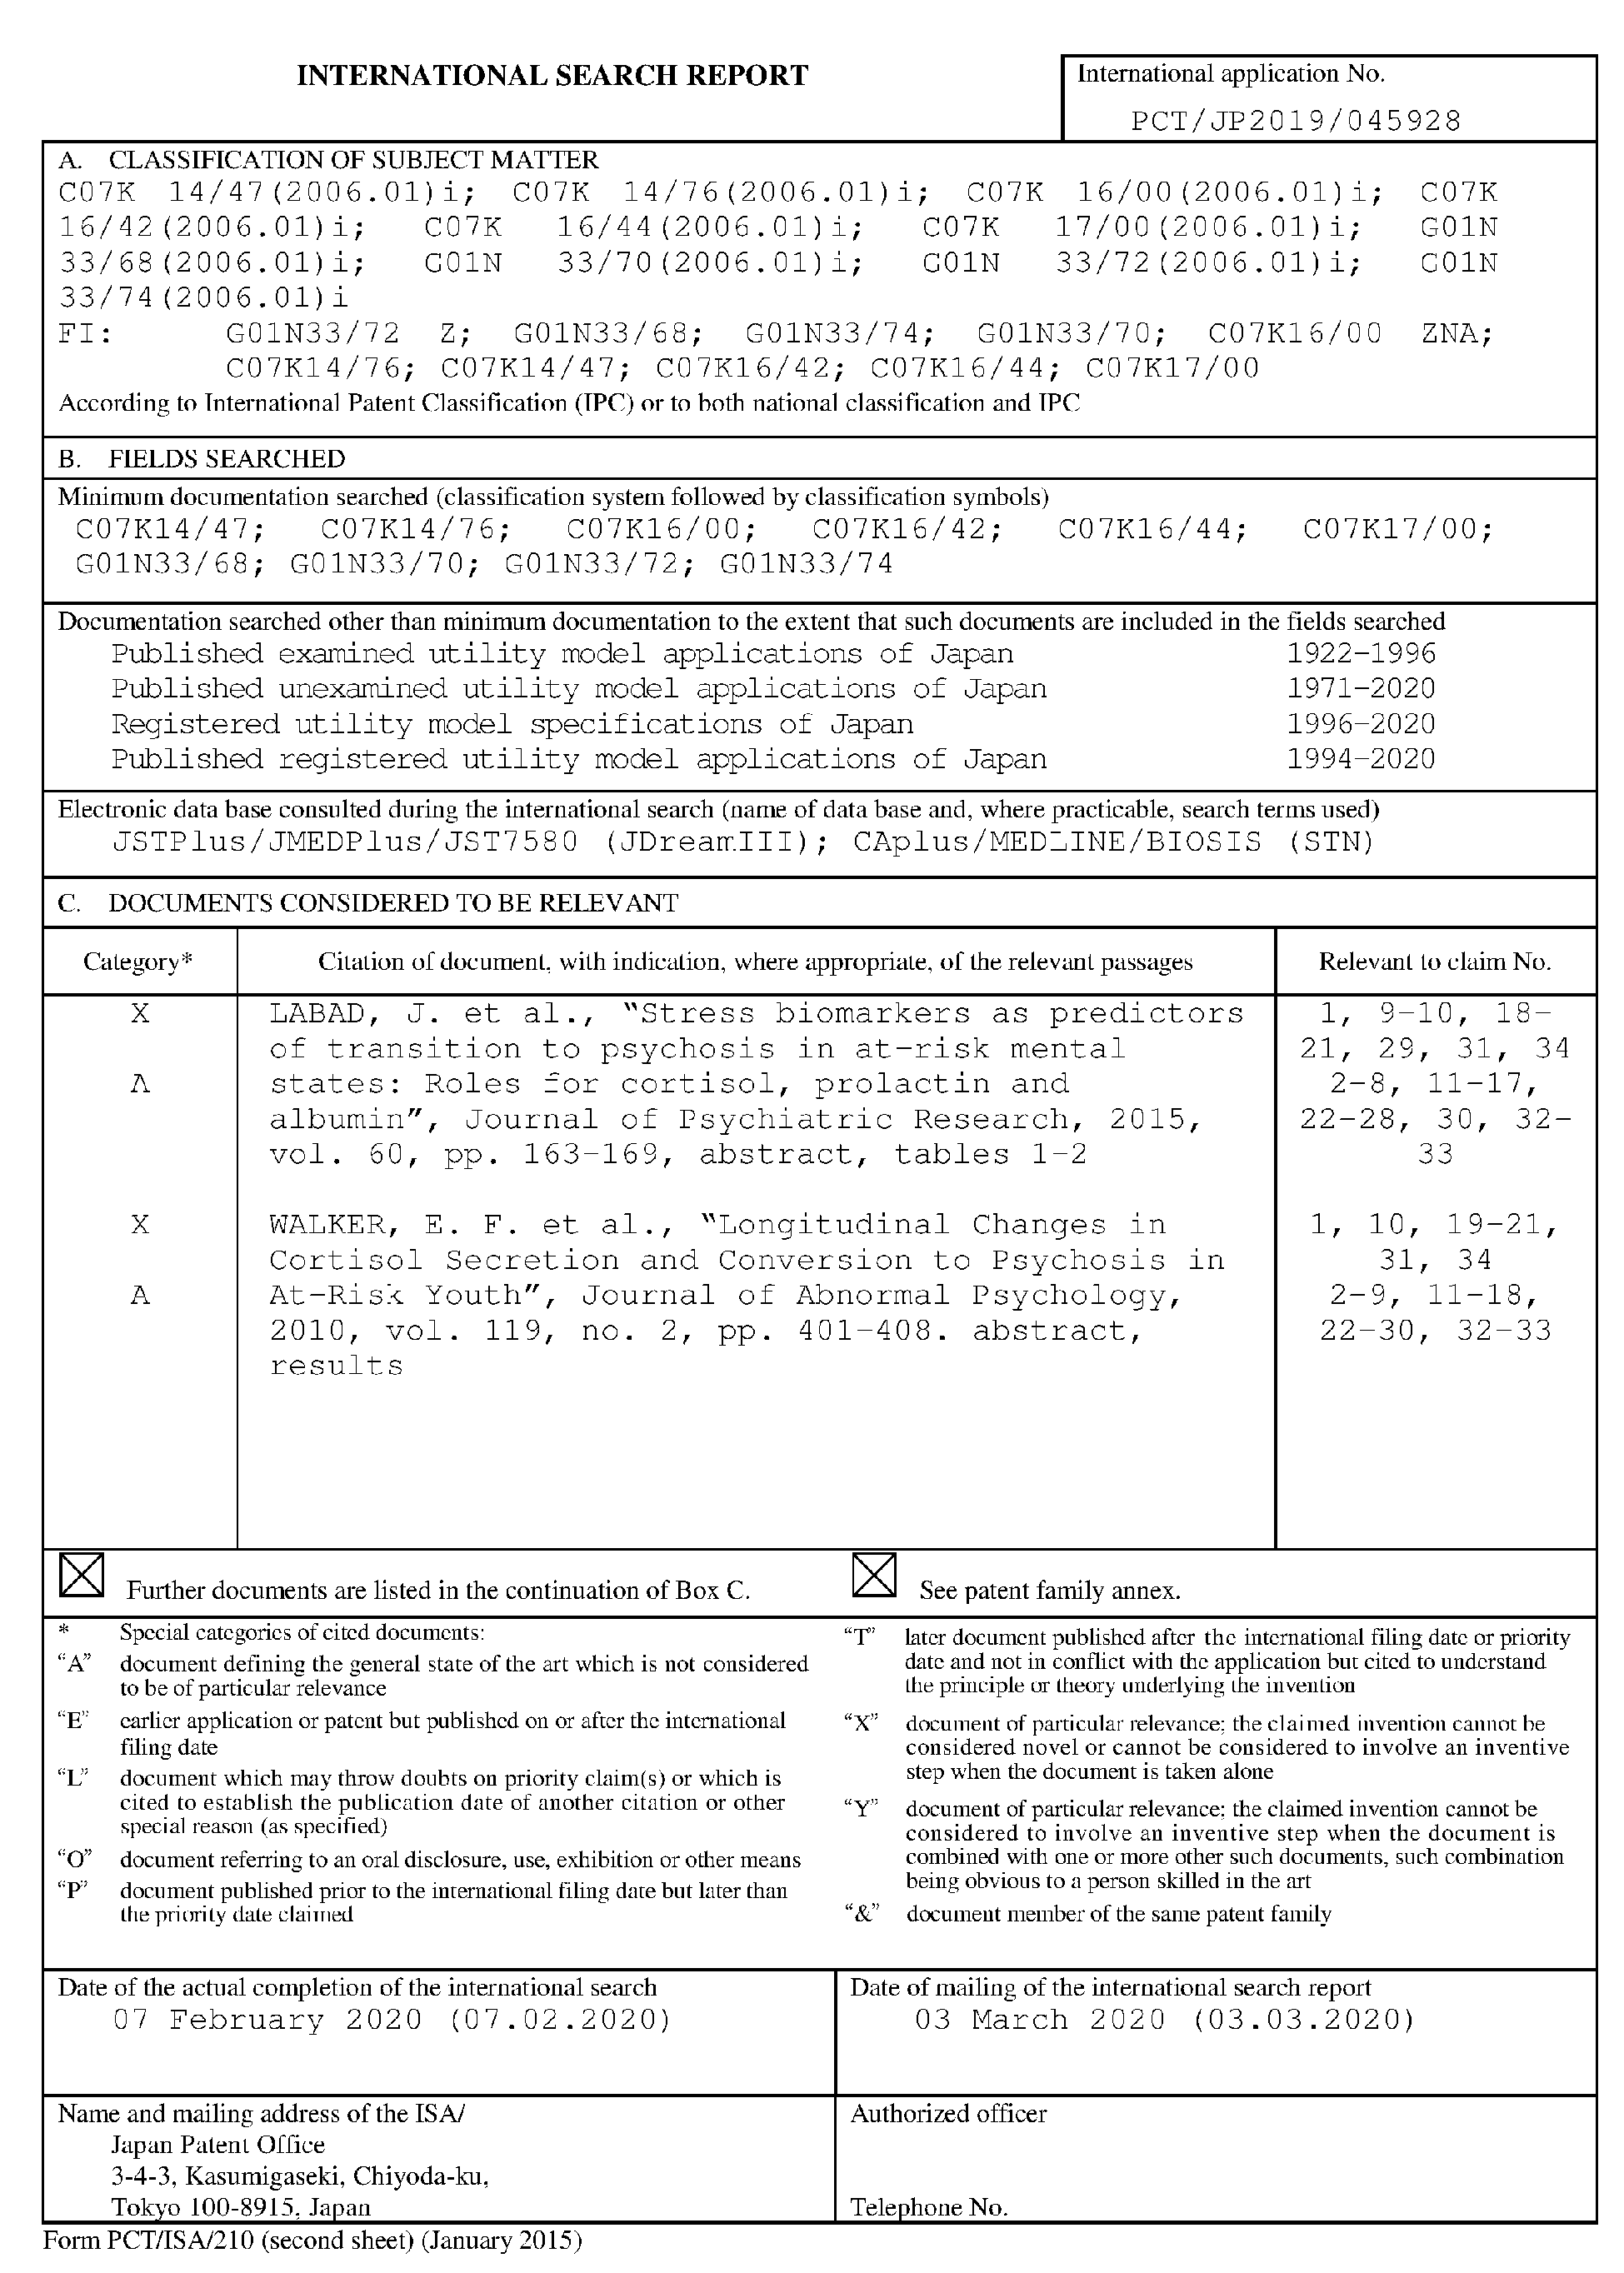 INTERNATIONAL SEARCH REPORT
International application No.
PCT/JP2019/045928
A. CLASSIFICATION OF SUBJECT MATTER
C07K 14/47(2006.01)i; C07K 14/76(2006.01)i; C07K 16/00(2006.01)i; C07K
16/42(2006.01)i; C07K 16/44(2006.01)i; C07K 17/00(2006.01)i; G01N
33/68(2006.01)i; G01N 33/70(2006.01)i; G01N 33/72(2006.01)i; G01N
33/74(2006.01)i
FI: G01N33/72 Z; G01N33/68; G01N33/74; G01N33/70; C07K16/00 ZNA;
C07K14/76; C07K14/47; C07K16/42; C07K16/44; C07K17/00
According to International Patent Classification (IPC) or to both national classification and IPC
B. FIELDS SEARCHED
Minimum documentation searched (classification system followed by classification symbols)
C07K14/47; C07K14/76; C07K16/00; C07K16/42; C07K16/44; C07K17/00;
G01N33/68; G01N33/70; G01N33/72; G01N33/74
Documentation searched other than minimum documentation to the extent that such documents are included in the fields searched
Published examined utility model applications of Japan 1922-1996
Published unexamined utility model applications of Japan 1971-2020
Registered utility model specifications of Japan 1996-2020
Published registered utility model applications of Japan 1994-2020
Electronic data base consulted during the international search (name of data base and, where practicable, search terms used)
JSTPlus/JMEDPlus/JST7580 (JDreamIII); CAplus/MEDLINE/BIOSIS (STN)
C. DOCUMENTS CONSIDERED TO BE RELEVANT
Category* Citation of document, with indication, where appropriate, of the relevant passages Relevant to claim No.
X LABAD, J. et al., "Stress biomarkers as predictors 1, 9-10, 18-
of transition to psychosis in at-risk mental 21, 29, 31, 34
A states: Roles for cortisol, prolactin and 2-8, 11-17,
albumin", Journal of Psychiatric Research, 2015, 22-28, 30, 32-
vol. 60, pp. 163-169, abstract, tables 1-2 33
X WALKER, E. F. et al., "Longitudinal Changes in 1, 10, 19-21,
Cortisol Secretion and Conversion to Psychosis in 31, 34
A At-Risk Youth", Journal of Abnormal Psychology, 2-9, 11-18,
2010, vol. 119, no. 2, pp. 401-408. abstract, 22-30, 32-33
results
Further documents are listed in the continuation of Box C. See patent family annex.
* Special categories of cited documents:
"A" document defining the general state of the art which is not considered
to be of particular relevance
"E" earlier application or patent but published on or after the international
filing date
"L" document which may throw doubts on priority claim(s) or which is
cited to establish the publication date of another citation or other
special reason (as specified)
"O" document referring to an oral disclosure, use, exhibition or other means
"P" document published prior to the international filing date but later than
the priority date claimed
"T" later document published after the international filing date or priority
date and not in conflict with the application but cited to understand
the principle or theory underlying the invention
"X" document of particular relevance; the claimed invention cannot be
considered novel or cannot be considered to involve an inventive
step when the document is taken alone
"Y" document of particular relevance; the claimed invention cannot be
considered to involve an inventive step when the document is
combined with one or more other such documents, such combination
being obvious to a person skilled in the art
"&" document member of the same patent family
Date of the actual completion of the international search
07 February 2020 (07.02.2020)
Date of mailing of the international search report
03 March 2020 (03.03.2020)
Name and mailing address of the ISA/
Japan Patent Office
3-4-3, Kasumigaseki, Chiyoda-ku,
Tokyo 100-8915, Japan
Authorized officer
Telephone No.
Form PCT/ISA/210 (second sheet) (January 2015)